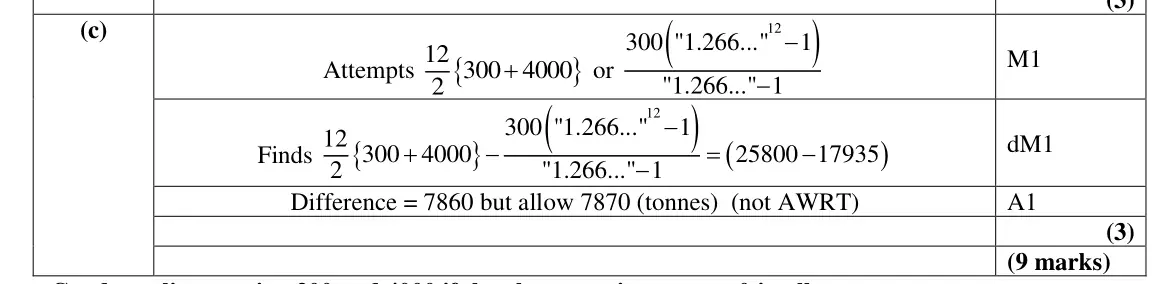 (3)
(c)
Attempts 12/2 {300 + 4000} or 300("1.266..."^12 − 1) / "1.266..."−1
M1
Finds 12/2 {300 + 4000} − 300("1.266..."^12 − 1) / "1.266..."−1 = (25800 − 17935)
dM1
Difference = 7860 but allow 7870 (tonnes) (not AWRT)
A1
(3)
(9 marks)